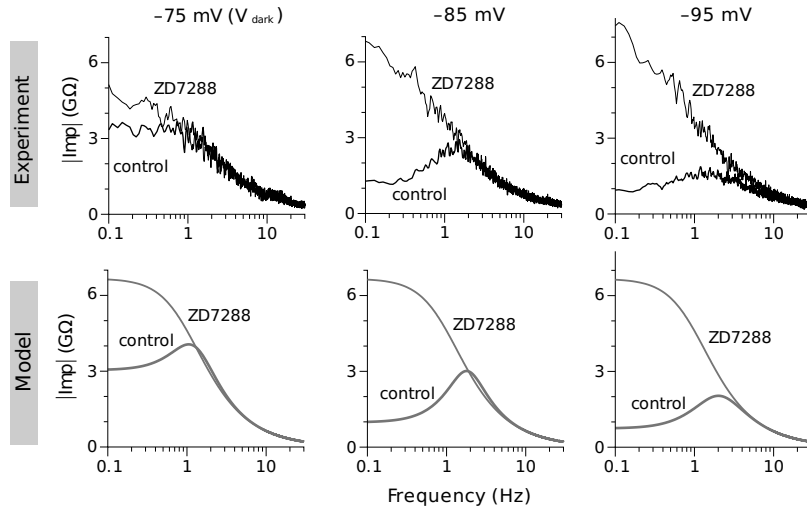 –75 mV (V dark)
–85 mV
–95 mV
Experiment
|Imp| (GΩ)
6
3
0
ZD7288
control
0.1
1
10
6
3
0
ZD7288
control
0.1
1
10
6
3
0
ZD7288
control
0.1
1
10
Model
|Imp| (GΩ)
6
3
0
ZD7288
control
0.1
1
10
6
3
0
ZD7288
control
0.1
1
10
6
3
0
ZD7288
control
0.1
1
10
Frequency (Hz)